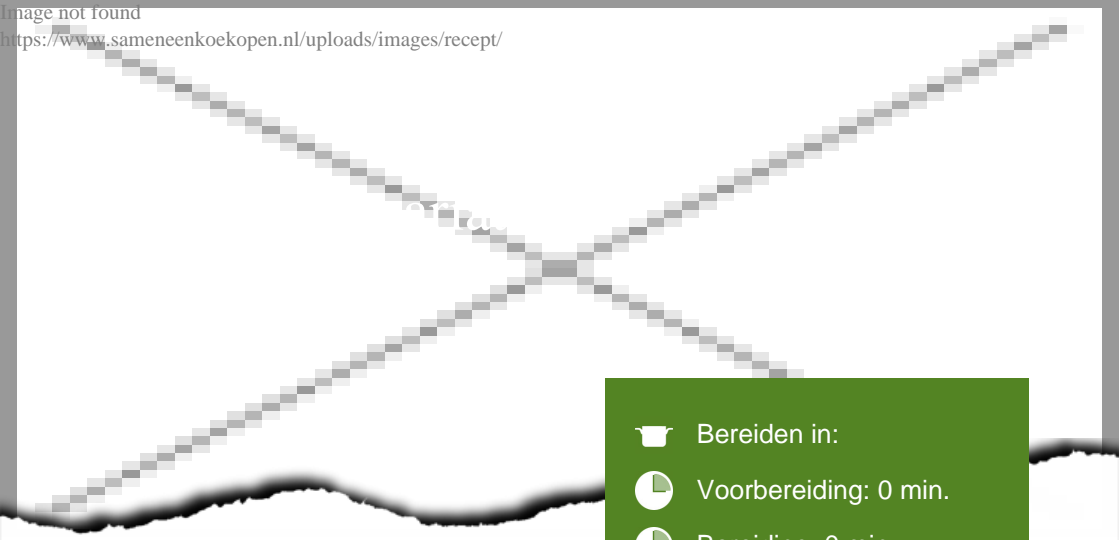 Image not found
https://www.sameneenkoekopen.nl/uploads/images/recept/
Bereiden in:
Voorbereiding: 0 min.